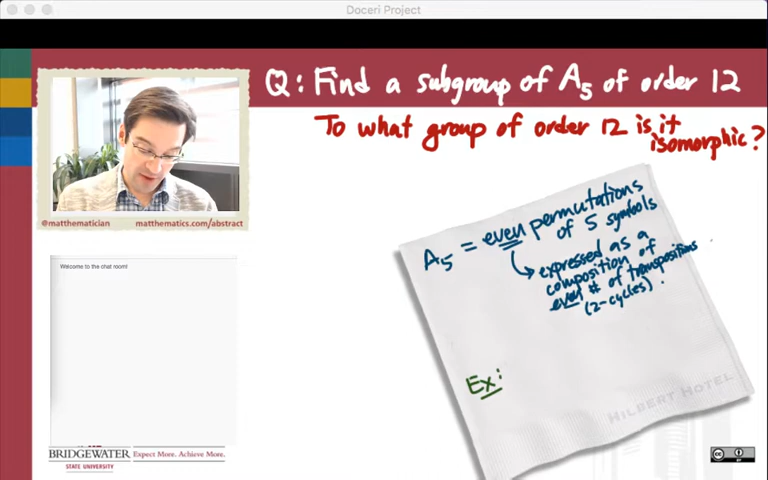 Doceri Project
Q: Find a subgroup of A5 of order 12
To what group of order 12 is it
isomorphic?
@matthematician matthematics.com/abstract
Welcome to the chat room!
A5 = even permutations
of 5 symbols
expressed as a
composition of
even # of transpositions
(2-cycles).
Ex:
HILBERT HOTEL
BRIDGEWATER Expect More. Achieve More.
STATE UNIVERSITY
cc
BY